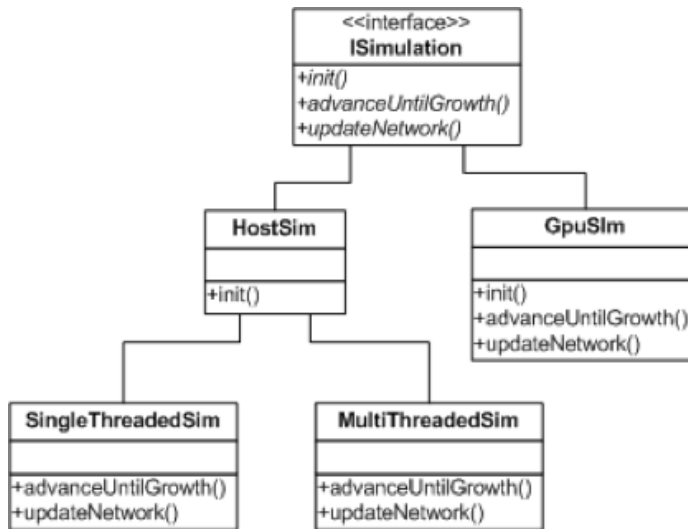 <<interface>>
ISimulation
+init()
+advanceUntilGrowth()
+updateNetwork()
HostSim
+init()
GpuSIm
+init()
+advanceUntilGrowth()
+updateNetwork()
SingleThreadedSim
+advanceUntilGrowth()
+updateNetwork()
MultiThreadedSim
+advanceUntilGrowth()
+updateNetwork()